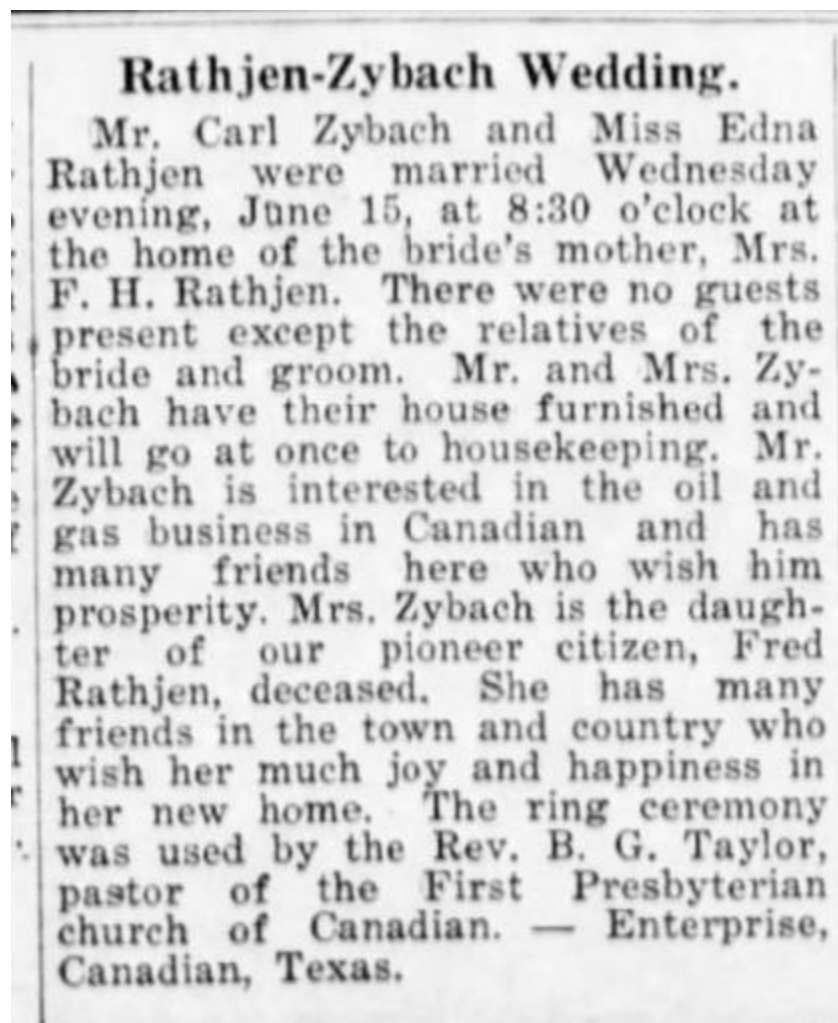 Rathjen-Zybach Wedding.
Mr. Carl Zybach and Miss Edna
Rathjen were married Wednesday
evening, June 15, at 8:30 o'clock at
the home of the bride's mother, Mrs.
F. H. Rathjen. There were no guests
present except the relatives of the
bride and groom. Mr. and Mrs. Zy-
bach have their house furnished and
will go at once to housekeeping. Mr.
Zybach is interested in the oil and
gas business in Canadian and has
many friends here who wish him
prosperity. Mrs. Zybach is the daugh-
ter of our pioneer citizen, Fred
Rathjen, deceased. She has many
friends in the town and country who
wish her much joy and happiness in
her new home. The ring ceremony
was used by the Rev. B. G. Taylor,
pastor of the First Presbyterian
church of Canadian. — Enterprise,
Canadian, Texas.